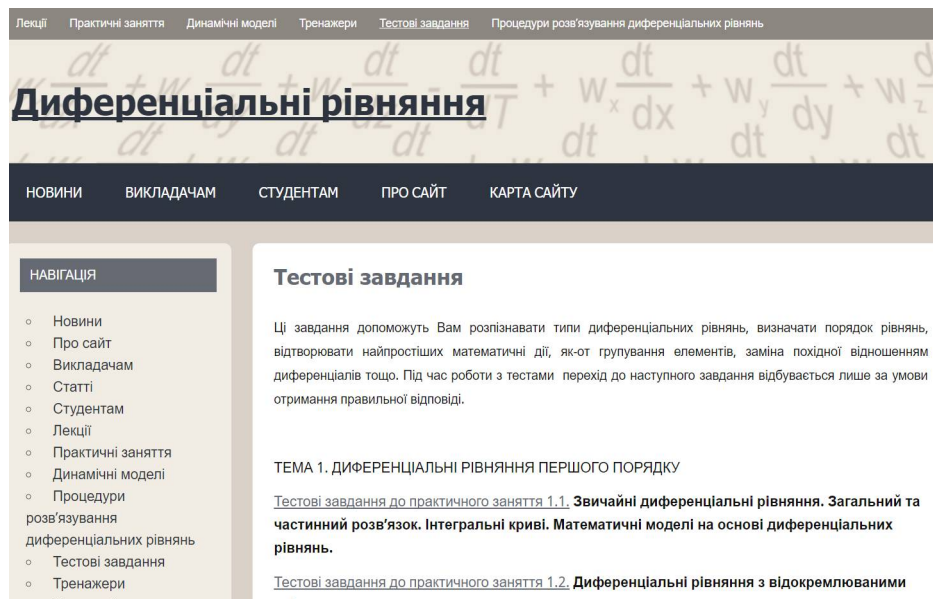 Лекції Практичні заняття Динамічні моделі Тренажери Тестові завдання Процедури розв'язування диференціальних рівнянь
Диференціальні рівняння
НОВИНИ ВИКЛАДАЧАМ СТУДЕНТАМ ПРО САЙТ КАРТА САЙТУ
НАВІГАЦІЯ
Новини
Про сайт
Викладачам
Статті
Студентам
Лекції
Практичні заняття
Динамічні моделі
Процедури
розв'язування
диференціальних рівнянь
Тестові завдання
Тренажери
Тестові завдання
Ці завдання допоможуть Вам розпізнавати типи диференціальних рівнянь, визначати порядок рівнянь,
відтворювати найпростіших математичні дії, як-от групування елементів, заміна похідної відношенням
диференціалів тощо. Під час роботи з тестами перехід до наступного завдання відбувається лише за умови
отримання правильної відповіді.
ТЕМА 1. ДИФЕРЕНЦІАЛЬНІ РІВНЯННЯ ПЕРШОГО ПОРЯДКУ
Тестові завдання до практичного заняття 1.1. Звичайні диференціальні рівняння. Загальний та
частинний розв'язок. Інтегральні криві. Математичні моделі на основі диференціальних
рівнянь.
Тестові завдання до практичного заняття 1.2. Диференціальні рівняння з відокремлюваними